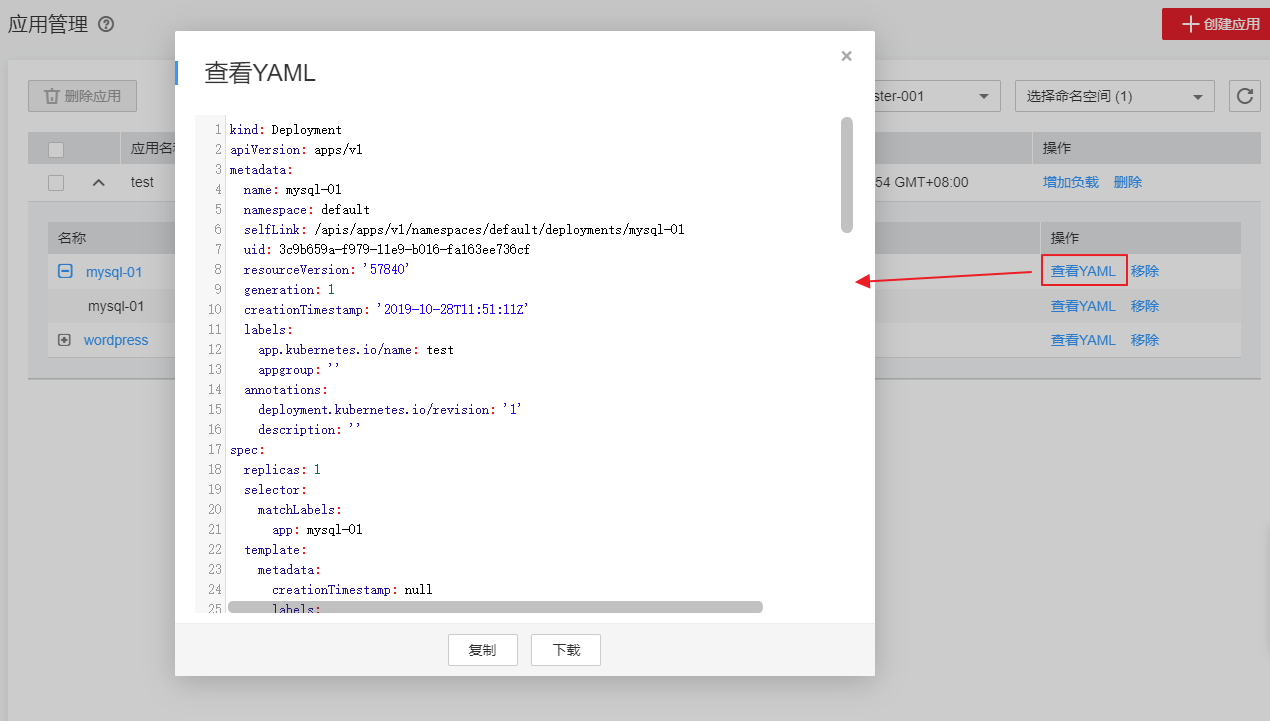 应用管理
创建应用
查看YAML
删除应用
ster-001
选择命名空间 (1)
应用名
操作
test
54 GMT+08:00
增加负载 删除
名称
操作
mysql-01
查看YAML 移除
mysql-01
查看YAML 移除
wordpress
查看YAML 移除
1 kind: Deployment
2 apiVersion: apps/v1
3 metadata:
4 name: mysql-01
5 namespace: default
6 selfLink: /apis/apps/v1/namespaces/default/deployments/mysql-01
7 uid: 3c9b659a-f979-11e9-b016-fa163ee736cf
8 resourceVersion: '57840'
9 generation: 1
10 creationTimestamp: '2019-10-28T11:51:11Z'
11 labels:
12 app.kubernetes.io/name: test
13 appgroup: ''
14 annotations:
15 deployment.kubernetes.io/revision: '1'
16 description: ''
17 spec:
18 replicas: 1
19 selector:
20 matchLabels:
21 app: mysql-01
22 template:
23 metadata:
24 creationTimestamp: null
25 labels:
复制
下载